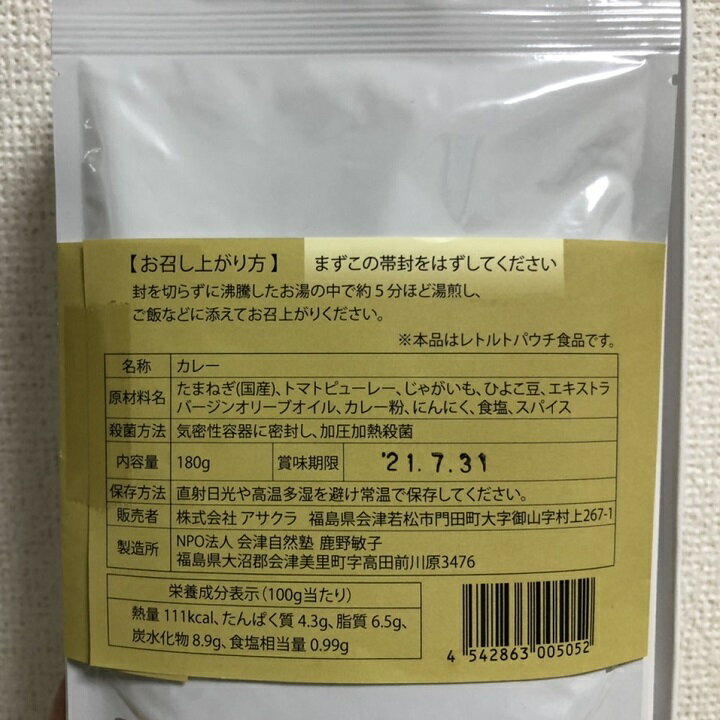 【お召し上がり方】 まずこの帯封をはずしてください
封を切らずに沸騰したお湯の中で約5分ほど湯煎し、
ご飯などに添えてお召上がりください。
※本品はレトルトパウチ食品です。
名称 カレー
原材料名 たまねぎ(国産)、トマトピューレー、じゃがいも、ひよこ豆、エキストラ
バージンオリーブオイル、カレー粉、にんにく、食塩、スパイス
殺菌方法 気密性容器に密封し、加圧加熱殺菌
内容量 180g 賞味期限 '21.7.31
保存方法 直射日光や高温多湿を避け常温で保存してください。
販売者 株式会社 アサクラ 福島県会津若松市門田町大字御山字村上267-1
製造所 NPO法人 会津自然塾 鹿野敏子
福島県大沼郡会津美里町字高田前川原3476
栄養成分表示(100g当たり)
熱量 111kcal、たんぱく質 4.3g、脂質 6.5g、
炭水化物 8.9g、食塩相当量 0.99g
4 542863 005052